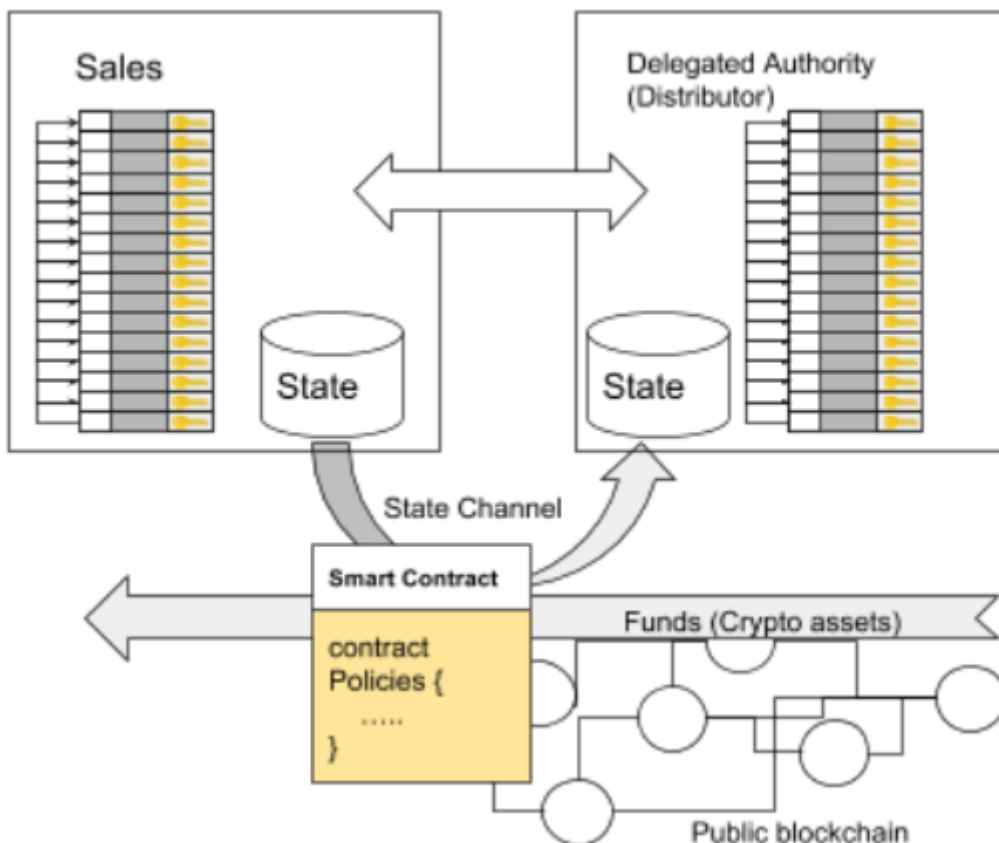 Sales
Delegated Authority
(Distributor)
State
State
State Channel
Smart Contract
Funds (Crypto assets)
contract
Policies {
.....
}
Public blockchain